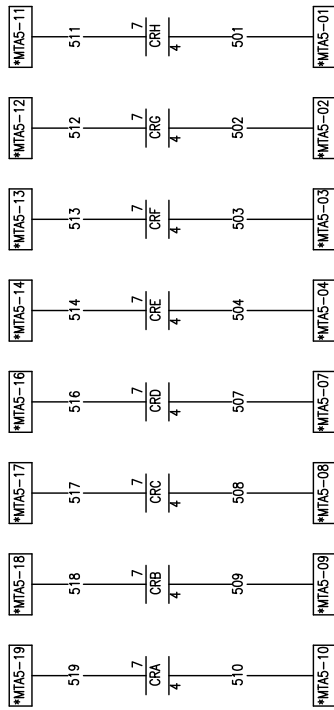 *MTA5-11
511
7
CRH
4
501
*MTA5-01
*MTA5-12
512
7
CRG
4
502
*MTA5-02
*MTA5-13
513
7
CRF
4
503
*MTA5-03
*MTA5-14
514
7
CRE
4
504
*MTA5-04
*MTA5-16
516
7
CRD
4
507
*MTA5-07
*MTA5-17
517
7
CRC
4
508
*MTA5-08
*MTA5-18
518
7
CRB
4
509
*MTA5-09
*MTA5-19
519
7
CRA
4
510
*MTA5-10